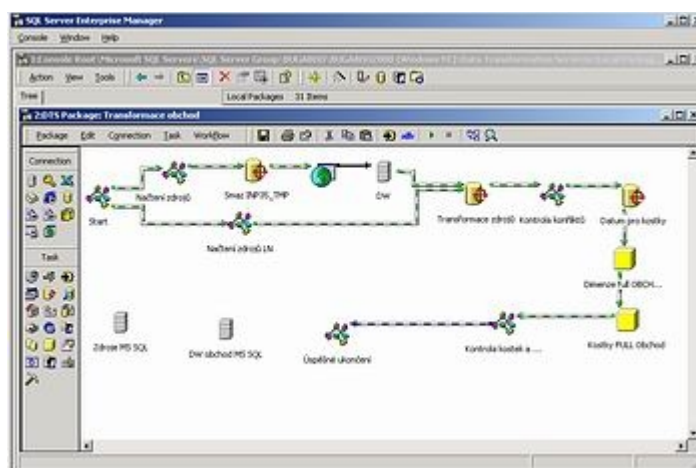 SQL Server Enterprise Manager
Console Window Help
Action View Tools
Tree
Local Packages 31 Items
2:DTS Package: Transformace obchod
Package Edit Connection Task Workflow
Connection
Task
Start
Načtení zdrojů
Smaz INPUS_TMP
DW
Načtení zdrojů LN
Transformace zdrojů
Kontrola konfliktů
Datum pro kostky
Dimenze full OBCH...
Kostky FULL Obchod
Kontrola kostek a ...
Úspěšné ukončení
Zdroje MS SQL
DW obchod MS SQL